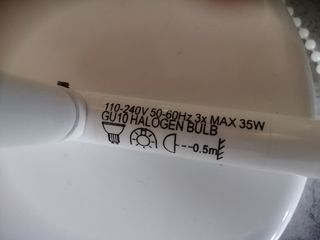 110-240V 50-60Hz 3x MAX 35W
GU10 HALOGEN BULB
--0.5m